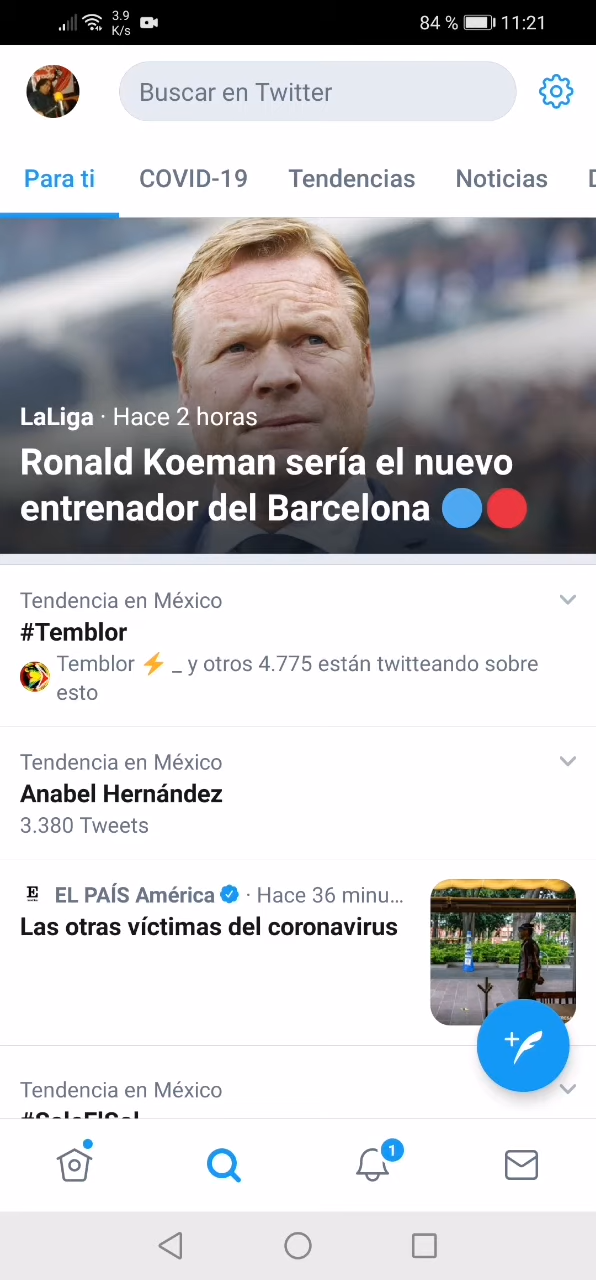 3.9
K/s
84 % 11:21
Buscar en Twitter
Para ti COVID-19 Tendencias Noticias D
LaLiga · Hace 2 horas
Ronald Koeman sería el nuevo
entrenador del Barcelona 🔵🔴
Tendencia en México
#Temblor
Temblor ⚡ _ y otros 4.775 están twitteando sobre
esto
Tendencia en México
Anabel Hernández
3.380 Tweets
E EL PAÍS América · Hace 36 minu...
Las otras víctimas del coronavirus
Tendencia en México
#SaleElSol
1